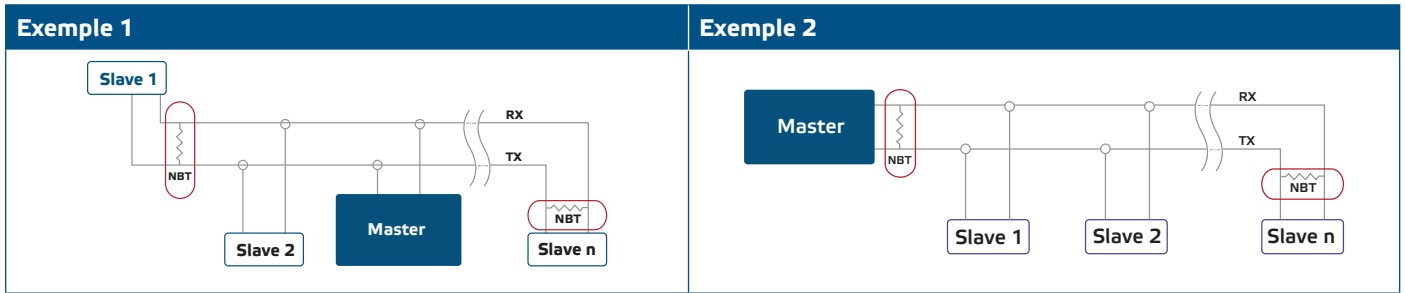 Exemple 1
Slave 1
RX
TX
NBT
NBT
Master
Slave 2
Slave n
Exemple 2
Master
RX
TX
NBT
NBT
Slave 1
Slave 2
Slave n